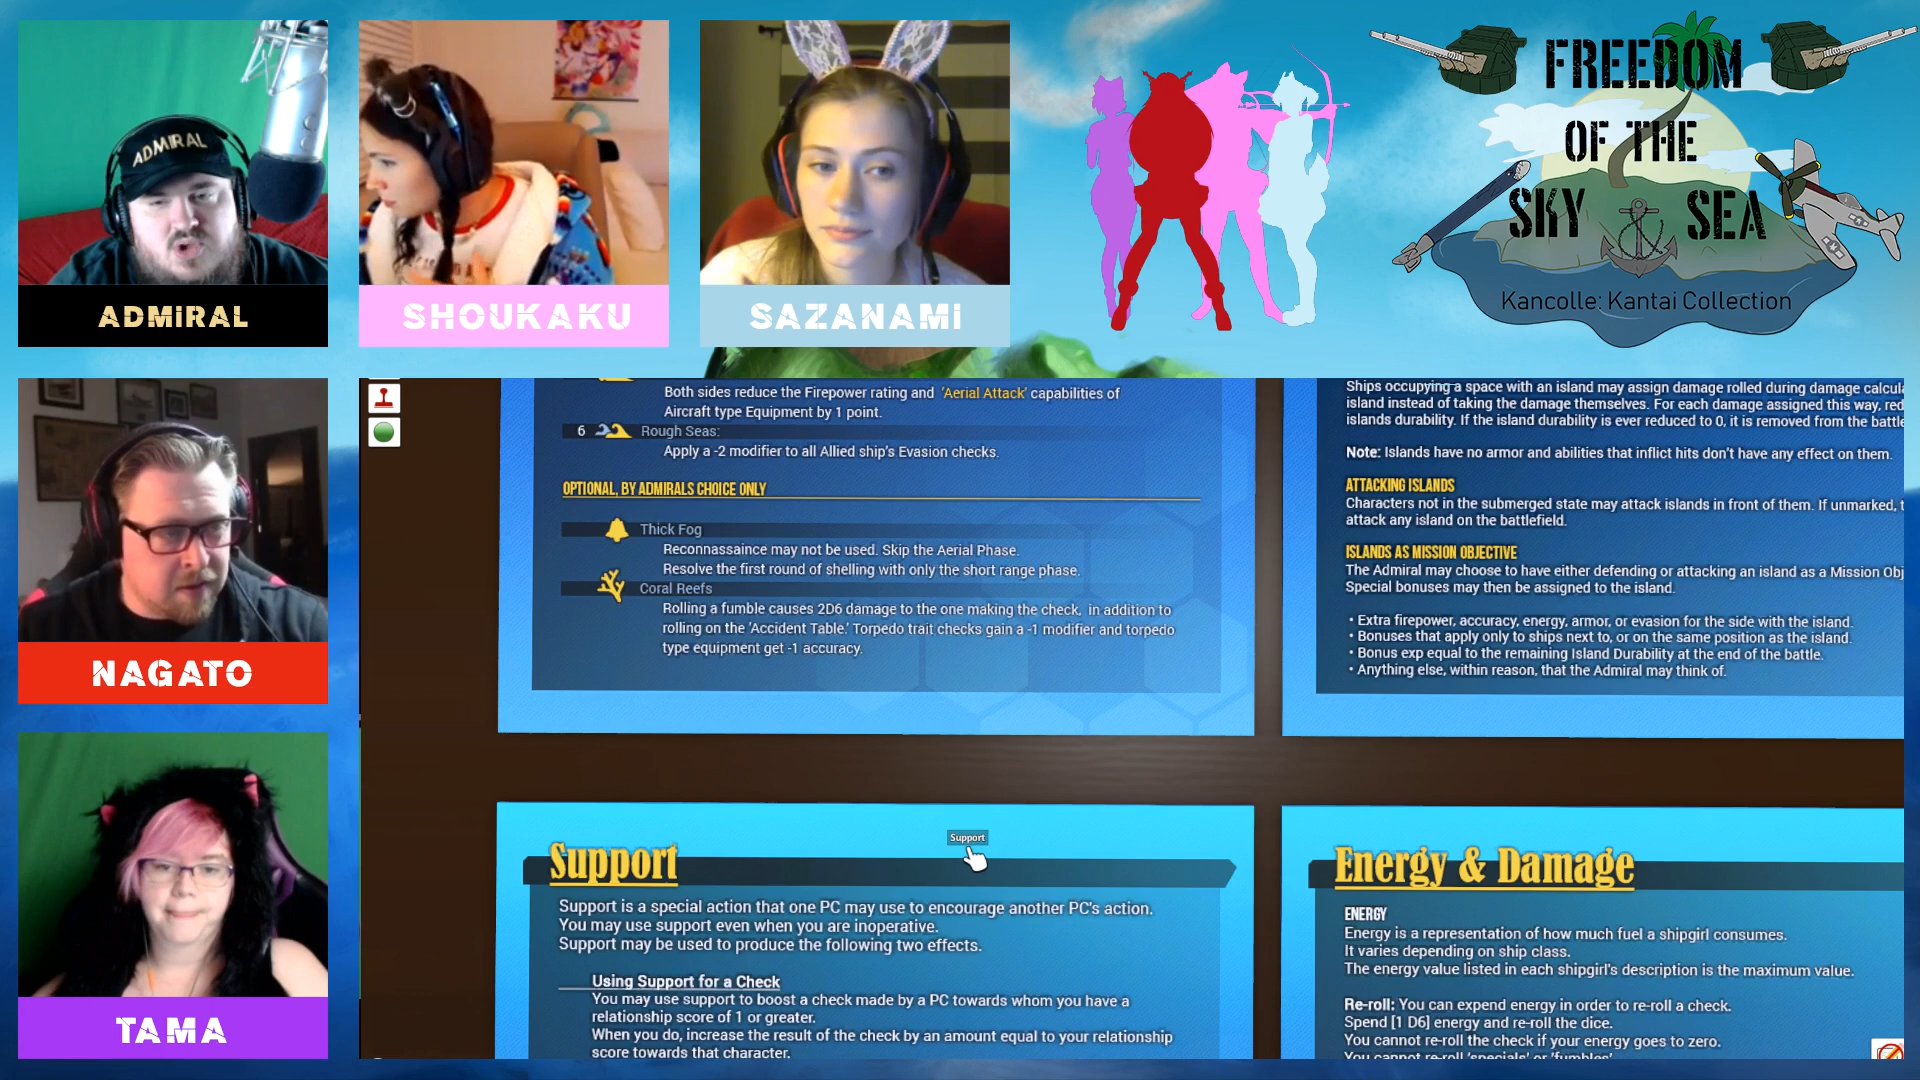 ADMIRAL
ADMiRAL
SHOUKAKU
SAZANAMi
FREEDOM
OF THE
SKY SEA
Kancolle: Kantai Collection
NAGATO
TAMA
Both sides reduce the Firepower rating and 'Aerial Attack' capabilities of
Aircraft type Equipment by 1 point.
6 Rough Seas:
Apply a -2 modifier to all Allied ship's Evasion checks.
OPTIONAL, BY ADMIRALS CHOICE ONLY
Thick Fog
Reconnassaince may not be used. Skip the Aerial Phase.
Resolve the first round of shelling with only the short range phase.
Coral Reefs
Rolling a fumble causes 2D6 damage to the one making the check, in addition to
rolling on the 'Accident Table.' Torpedo trait checks gain a -1 modifier and torpedo
type equipment get -1 accuracy.
Ships occupying a space with an island may assign damage rolled during damage calcula
island instead of taking the damage themselves. For each damage assigned this way, red
islands durability. If the island durability is ever reduced to 0, it is removed from the battle
Note: Islands have no armor and abilities that inflict hits don't have any effect on them.
ATTACKING ISLANDS
Characters not in the submerged state may attack islands in front of them. If unmarked, t
attack any island on the battlefield.
ISLANDS AS MISSION OBJECTIVE
The Admiral may choose to have either defending or attacking an island as a Mission Obj
Special bonuses may then be assigned to the island.
• Extra firepower, accuracy, energy, armor, or evasion for the side with the island.
• Bonuses that apply only to ships next to, or on the same position as the island.
• Bonus exp equal to the remaining Island Durability at the end of the battle.
• Anything else, within reason, that the Admiral may think of.
Support
Support
Support is a special action that one PC may use to encourage another PC's action.
You may use support even when you are inoperative.
Support may be used to produce the following two effects.
Using Support for a Check
You may use support to boost a check made by a PC towards whom you have a
relationship score of 1 or greater.
When you do, increase the result of the check by an amount equal to your relationship
score towards that character.
Energy & Damage
ENERGY
Energy is a representation of how much fuel a shipgirl consumes.
It varies depending on ship class.
The energy value listed in each shipgirl's description is the maximum value.
Re-roll: You can expend energy in order to re-roll a check.
Spend [1 D6] energy and re-roll the dice.
You cannot re-roll the check if your energy goes to zero.
You cannot re-roll 'specials' or 'fumbles'